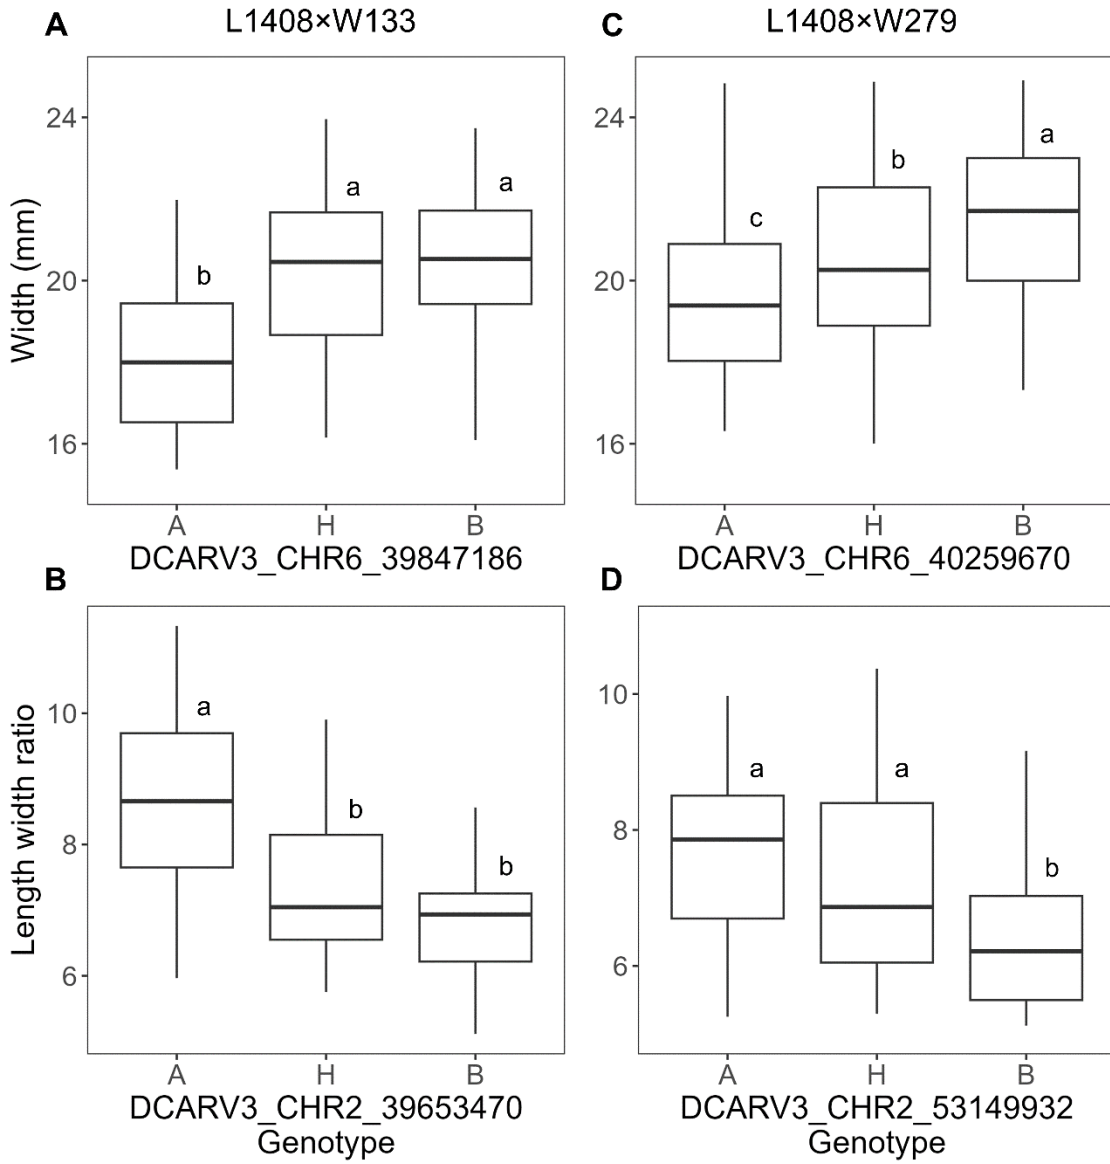 A
L1408×W133
Width (mm)
24
20
16
b
a
a
A
H
B
DCARV3_CHR6_39847186
C
L1408×W279
24
20
16
c
b
a
A
H
B
DCARV3_CHR6_40259670
B
Length width ratio
10
8
6
a
b
b
A
H
B
DCARV3_CHR2_39653470
Genotype
D
10
8
6
a
a
b
A
H
B
DCARV3_CHR2_53149932
Genotype